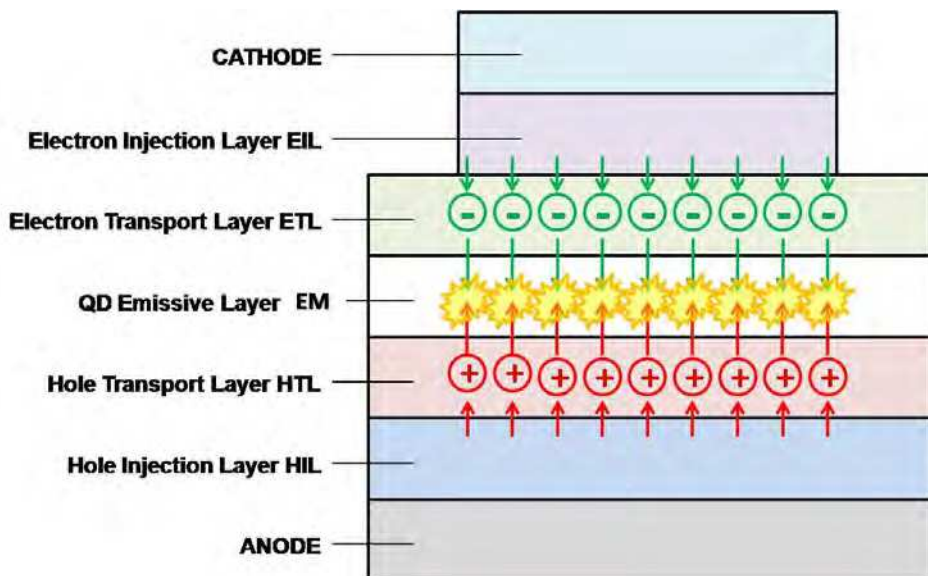 CATHODE
Electron Injection Layer EIL
Electron Transport Layer ETL
QD Emissive Layer EM
Hole Transport Layer HTL
Hole Injection Layer HIL
ANODE